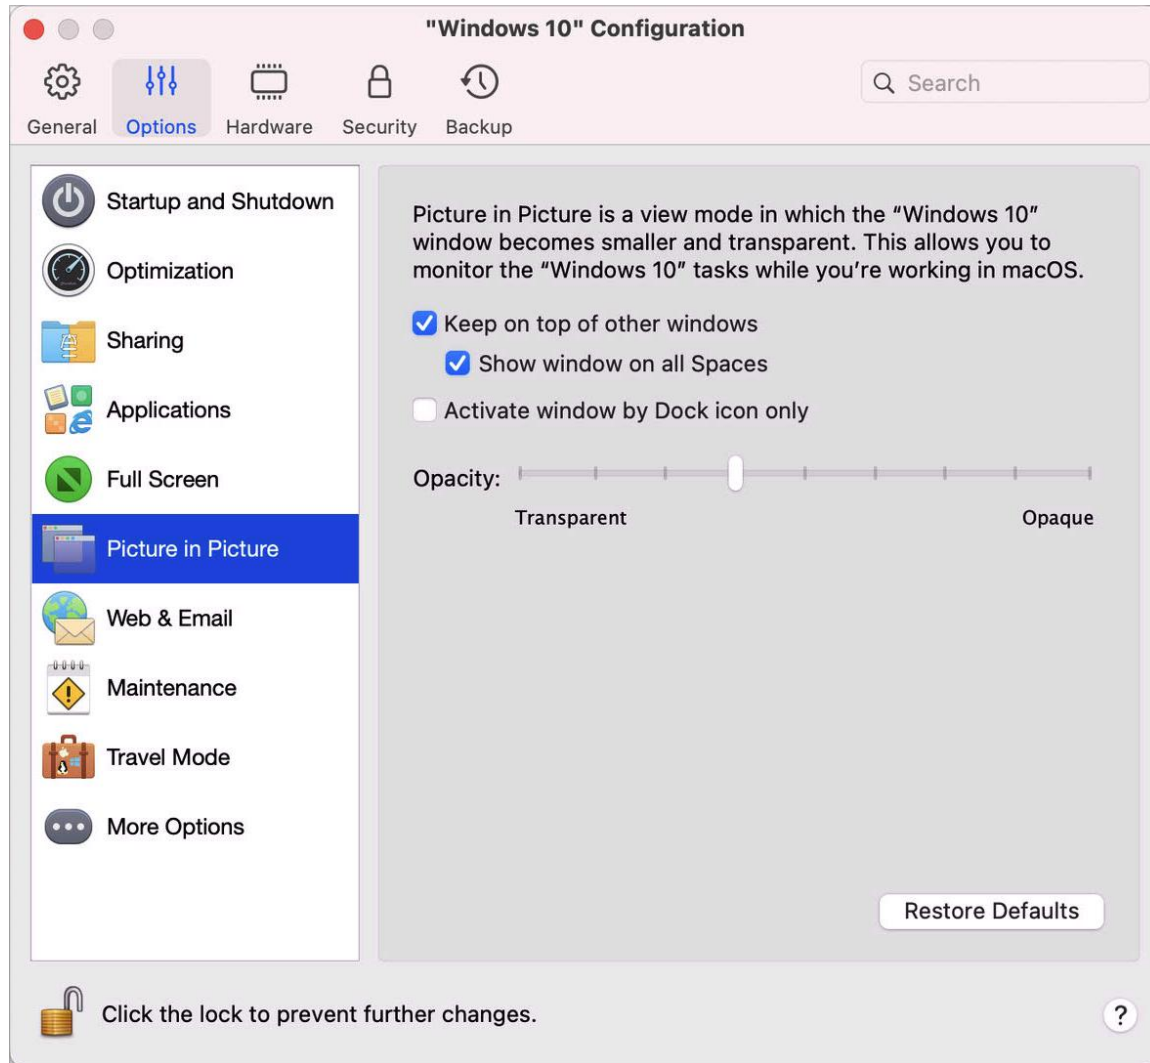 "Windows 10" Configuration
General
Options
Hardware
Security
Backup
Search
Startup and Shutdown
Optimization
Sharing
Applications
Full Screen
Picture in Picture
Web & Email
Maintenance
Travel Mode
More Options
Picture in Picture is a view mode in which the “Windows 10”
window becomes smaller and transparent. This allows you to
monitor the “Windows 10” tasks while you’re working in macOS.
Keep on top of other windows
Show window on all Spaces
Activate window by Dock icon only
Opacity:
Transparent
Opaque
Restore Defaults
Click the lock to prevent further changes.
?